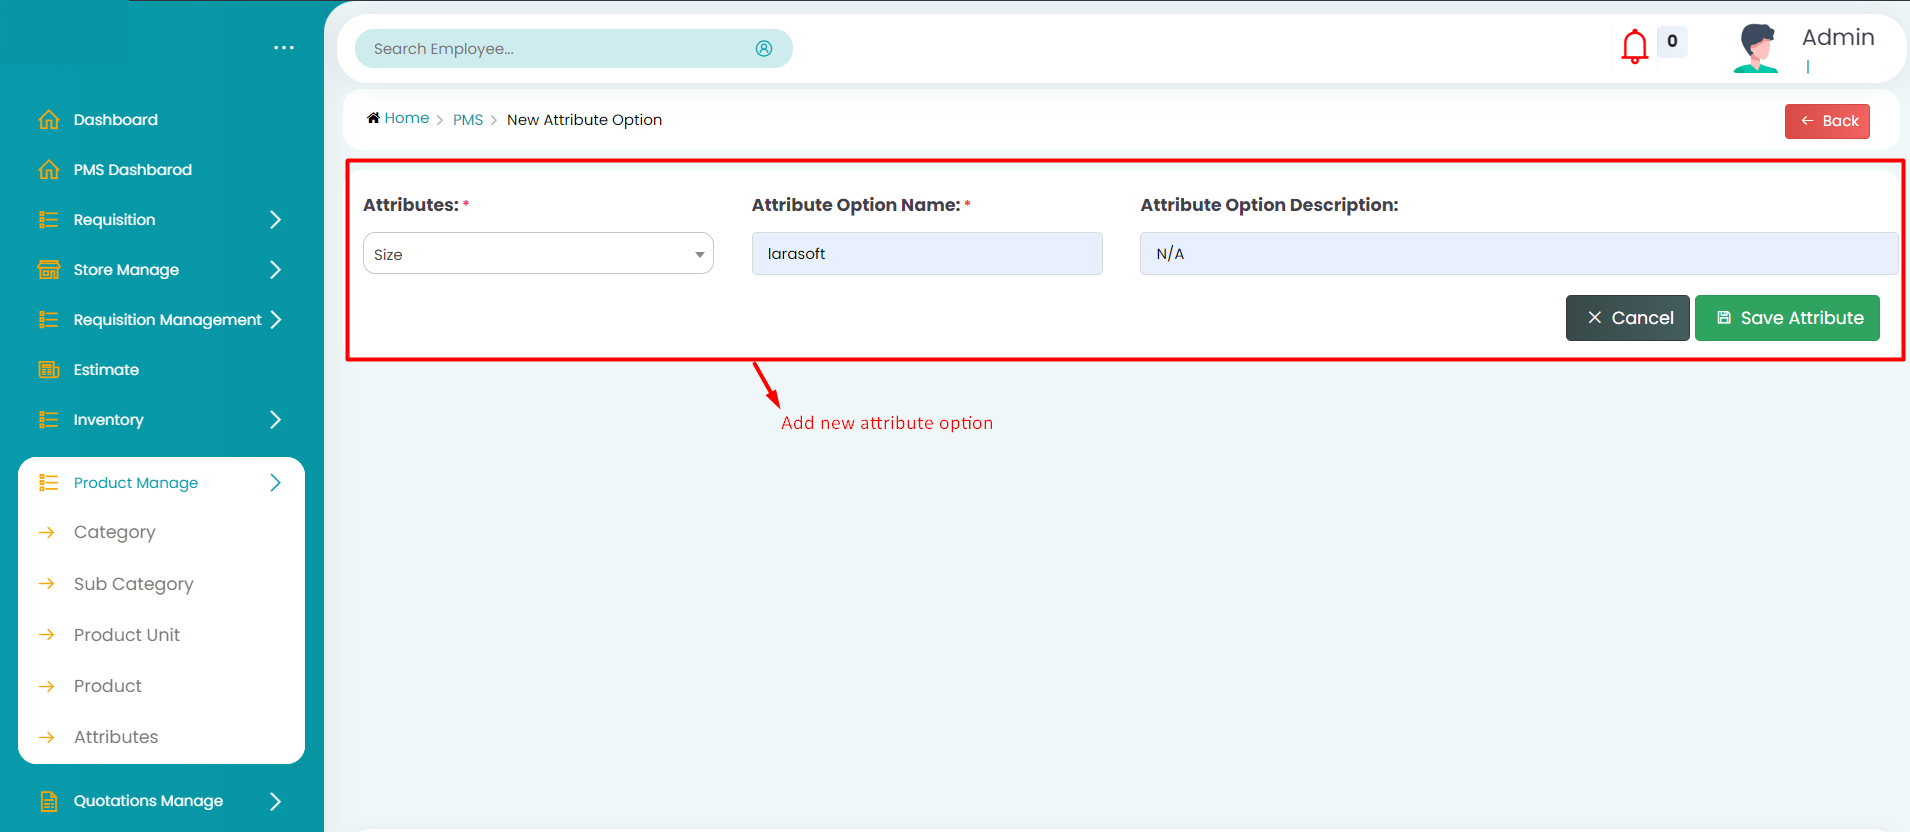 ...
Search Employee...
0
Admin
Dashboard
PMS Dashbarod
Requisition
Store Manage
Requisition Management
Estimate
Inventory
Product Manage
Category
Sub Category
Product Unit
Product
Attributes
Quotations Manage
Home > PMS > New Attribute Option
← Back
Attributes: *
Size
Attribute Option Name: *
larasoft
Attribute Option Description:
N/A
Cancel
Save Attribute
Add new attribute option